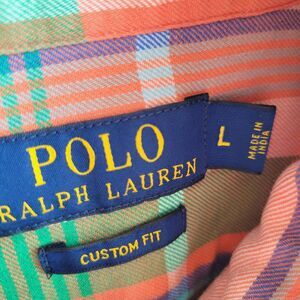 POLO
RALPH LAUREN
L
MADE IN
INDIA
CUSTOM FIT